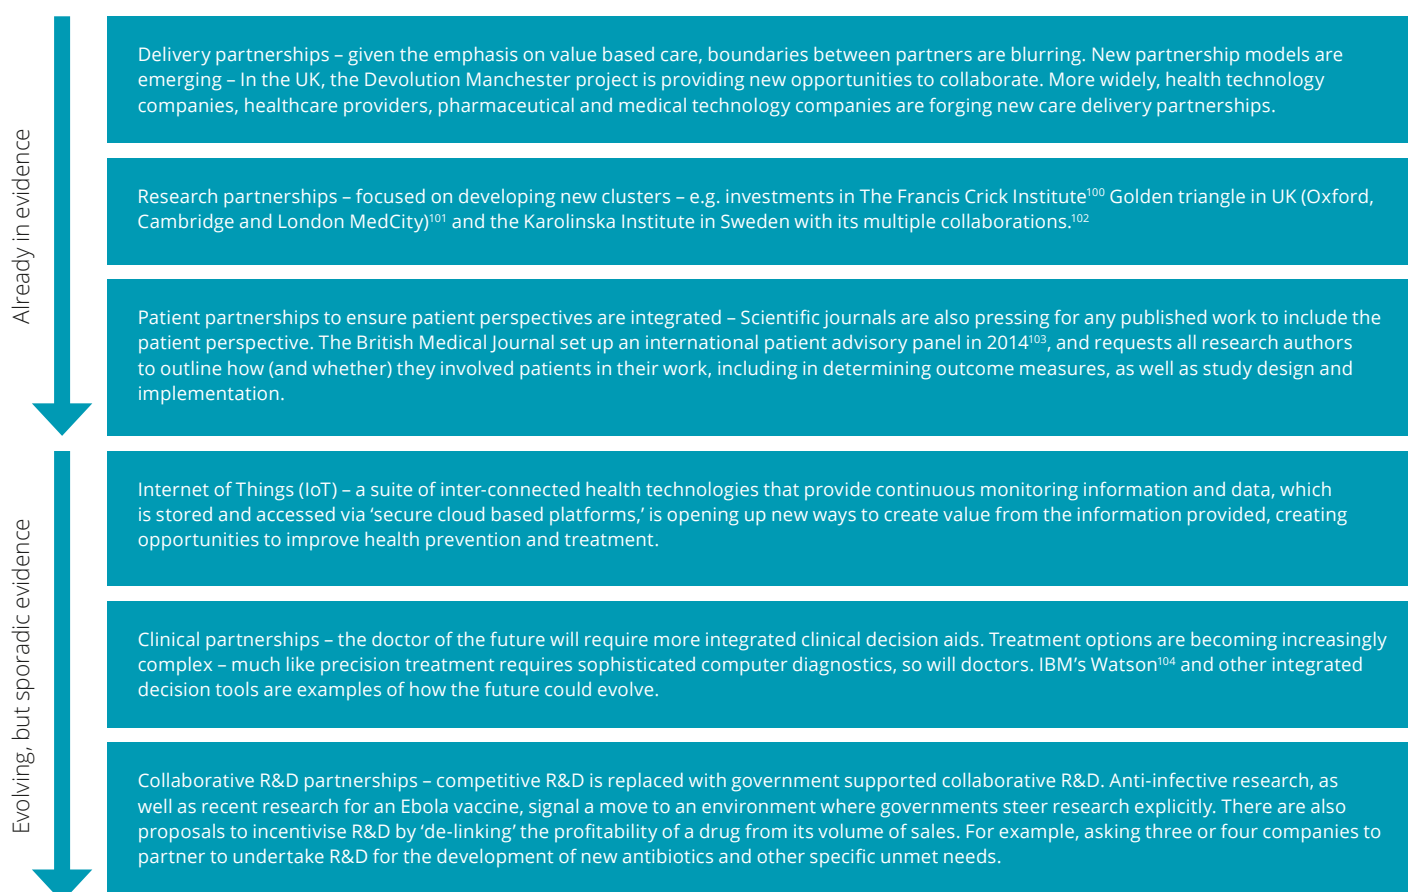 Already in evidence
Delivery partnerships – given the emphasis on value based care, boundaries between partners are blurring. New partnership models are
emerging – In the UK, the Devolution Manchester project is providing new opportunities to collaborate. More widely, health technology
companies, healthcare providers, pharmaceutical and medical technology companies are forging new care delivery partnerships.
Research partnerships – focused on developing new clusters – e.g. investments in The Francis Crick Institute¹⁰⁰ Golden triangle in UK (Oxford,
Cambridge and London MedCity)¹⁰¹ and the Karolinska Institute in Sweden with its multiple collaborations.¹⁰²
Patient partnerships to ensure patient perspectives are integrated – Scientific journals are also pressing for any published work to include the
patient perspective. The British Medical Journal set up an international patient advisory panel in 2014¹⁰³, and requests all research authors
to outline how (and whether) they involved patients in their work, including in determining outcome measures, as well as study design and
implementation.
Evolving, but sporadic evidence
Internet of Things (IoT) – a suite of inter-connected health technologies that provide continuous monitoring information and data, which
is stored and accessed via ‘secure cloud based platforms,’ is opening up new ways to create value from the information provided, creating
opportunities to improve health prevention and treatment.
Clinical partnerships – the doctor of the future will require more integrated clinical decision aids. Treatment options are becoming increasingly
complex – much like precision treatment requires sophisticated computer diagnostics, so will doctors. IBM’s Watson¹⁰⁴ and other integrated
decision tools are examples of how the future could evolve.
Collaborative R&D partnerships – competitive R&D is replaced with government supported collaborative R&D. Anti-infective research, as
well as recent research for an Ebola vaccine, signal a move to an environment where governments steer research explicitly. There are also
proposals to incentivise R&D by ‘de-linking’ the profitability of a drug from its volume of sales. For example, asking three or four companies to
partner to undertake R&D for the development of new antibiotics and other specific unmet needs.